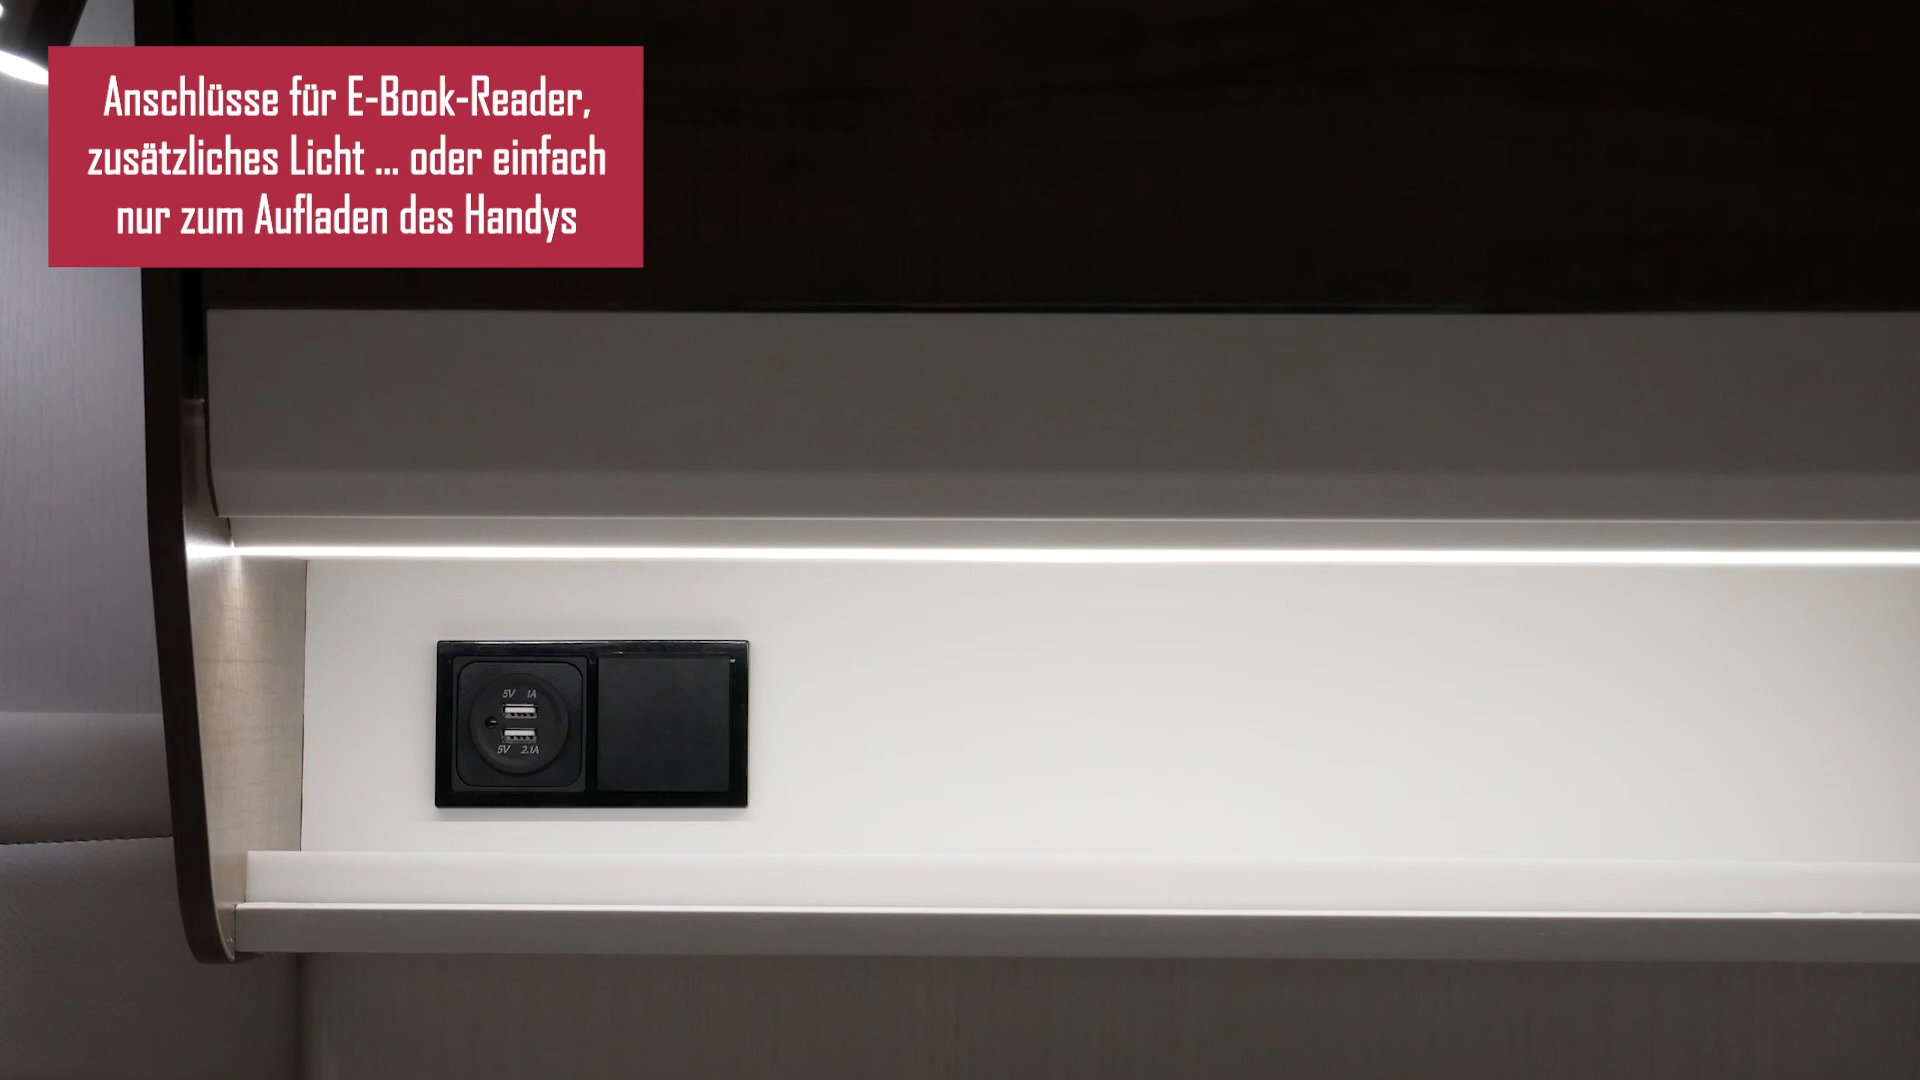 Anschlüsse für E-Book-Reader,
zusätzliches Licht ... oder einfach
nur zum Aufladen des Handys
5V 1A
5V 2.1A